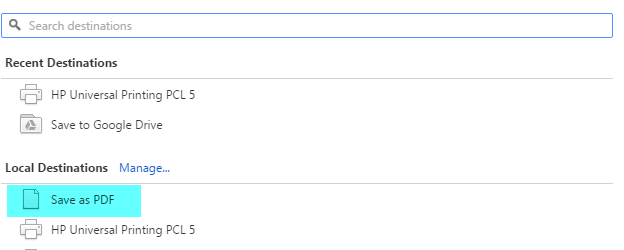 Search destinations
Recent Destinations
HP Universal Printing PCL 5
Save to Google Drive
Local Destinations Manage...
Save as PDF
HP Universal Printing PCL 5